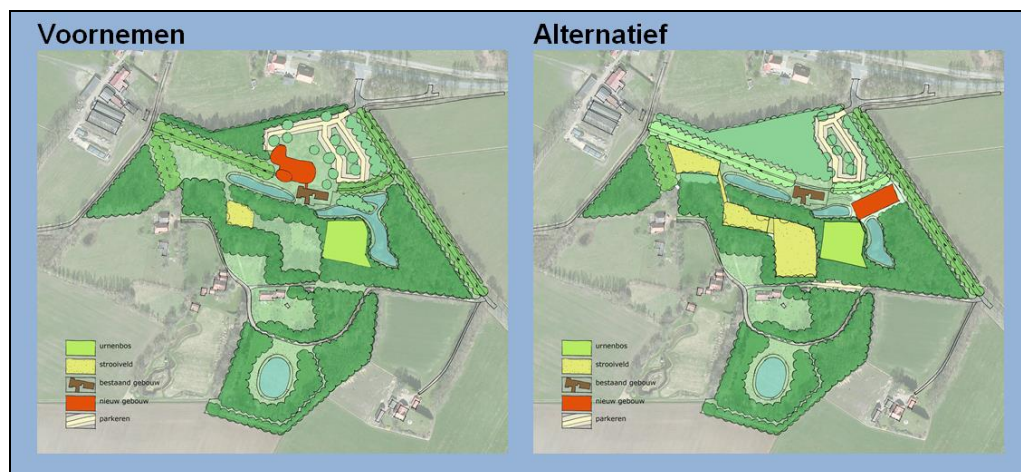 Voornemen
urnenbos
strooiveld
bestaand gebouw
nieuw gebouw
parkeren
Alternatief
urnenbos
strooiveld
bestaand gebouw
nieuw gebouw
parkeren